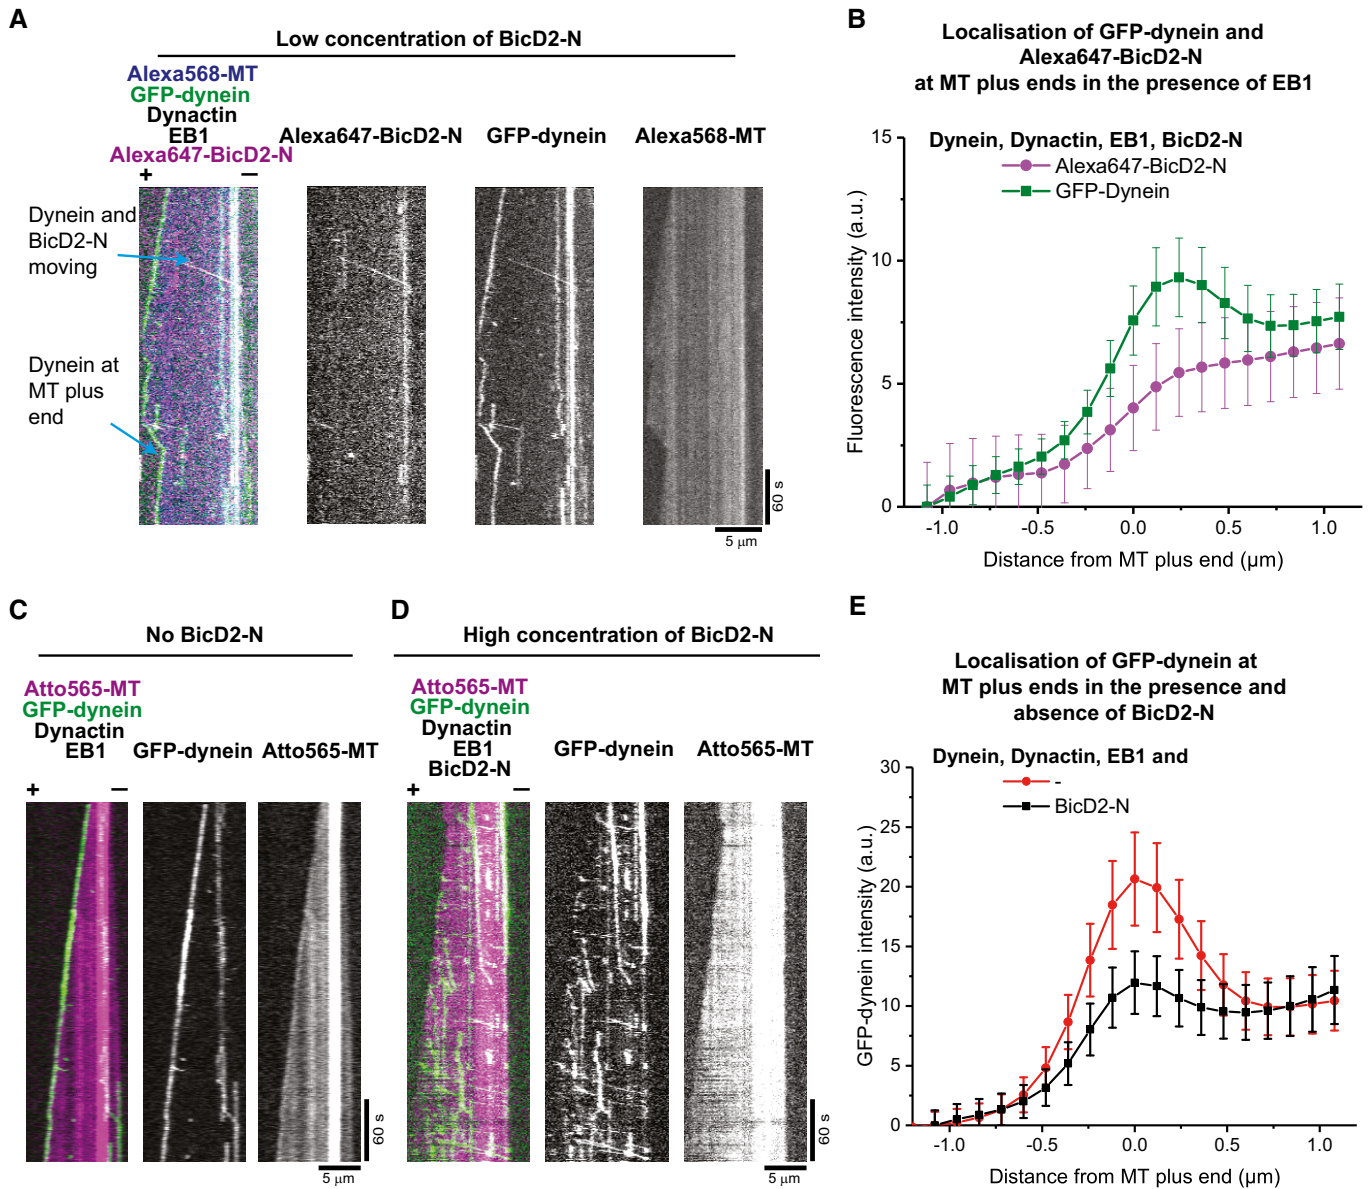 A
Low concentration of BicD2-N
Alexa568-MT
GFP-dynein
Dynactin
EB1
Alexa647-BicD2-N
+
—
Alexa647-BicD2-N
GFP-dynein
Alexa568-MT
Dynein and
BicD2-N
moving
Dynein at
MT plus
end
60 s
5 µm
B
Localisation of GFP-dynein and
Alexa647-BicD2-N
at MT plus ends in the presence of EB1
Dynein, Dynactin, EB1, BicD2-N
Alexa647-BicD2-N
GFP-Dynein
Fluorescence intensity (a.u.)
15
10
5
0
-1.0
-0.5
0.0
0.5
1.0
Distance from MT plus end (µm)
C
No BicD2-N
Atto565-MT
GFP-dynein
Dynactin
EB1
+
—
GFP-dynein
Atto565-MT
60 s
5 µm
D
High concentration of BicD2-N
Atto565-MT
GFP-dynein
Dynactin
EB1
BicD2-N
+
—
GFP-dynein
Atto565-MT
60 s
5 µm
E
Localisation of GFP-dynein at
MT plus ends in the presence and
absence of BicD2-N
Dynein, Dynactin, EB1 and
-
BicD2-N
GFP-dynein intensity (a.u.)
30
25
20
15
10
5
0
-1.0
-0.5
0.0
0.5
1.0
Distance from MT plus end (µm)